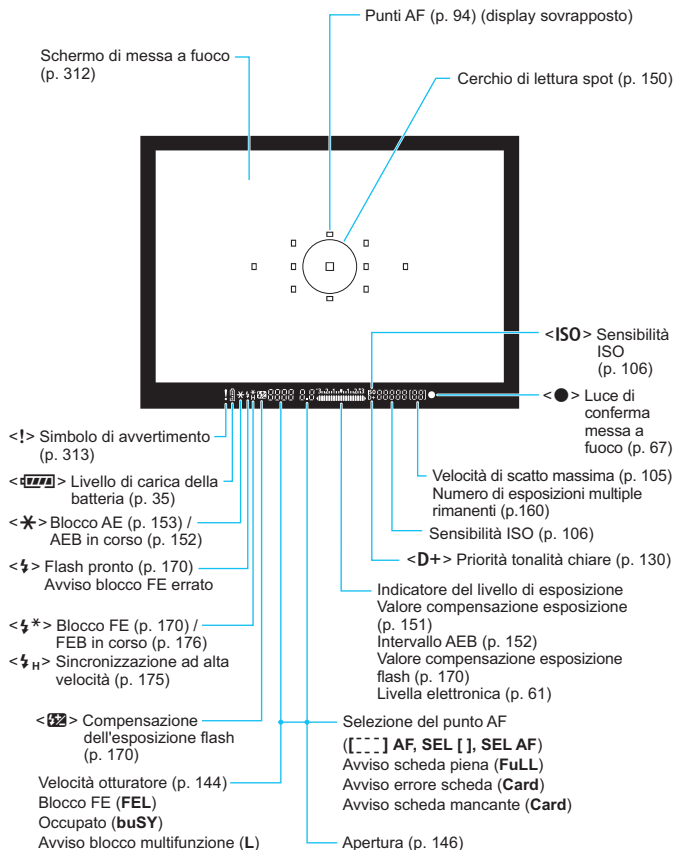 Punti AF (p. 94) (display sovrapposto)
Schermo di messa a fuoco
(p. 312)
Cerchio di lettura spot (p. 150)
<ISO> Sensibilità
ISO
(p. 106)
<●> Luce di
conferma
messa a
fuoco (p. 67)
<!> Simbolo di avvertimento
(p. 313)
< > Livello di carica della
batteria (p. 35)
Velocità di scatto massima (p. 105)
Numero di esposizioni multiple
rimanenti (p.160)
<✱> Blocco AE (p. 153) /
AEB in corso (p. 152)
Sensibilità ISO (p. 106)
<D+> Priorità tonalità chiare (p. 130)
<⚡> Flash pronto (p. 170)
Avviso blocco FE errato
Indicatore del livello di esposizione
Valore compensazione esposizione
(p. 151)
Intervallo AEB (p. 152)
Valore compensazione esposizione
flash (p. 170)
Livella elettronica (p. 61)
<⚡*> Blocco FE (p. 170) /
FEB in corso (p. 176)
<⚡H> Sincronizzazione ad alta
velocità (p. 175)
< > Compensazione
dell'esposizione flash
(p. 170)
Selezione del punto AF
([ ] AF, SEL [ ], SEL AF)
Avviso scheda piena (FuLL)
Avviso errore scheda (Card)
Avviso scheda mancante (Card)
Velocità otturatore (p. 144)
Blocco FE (FEL)
Occupato (buSY)
Avviso blocco multifunzione (L)
Apertura (p. 146)